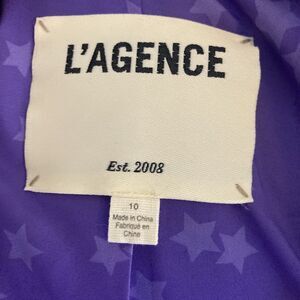 L'AGENCE
Est. 2008
10
Made in China
Fabriqué en
Chine